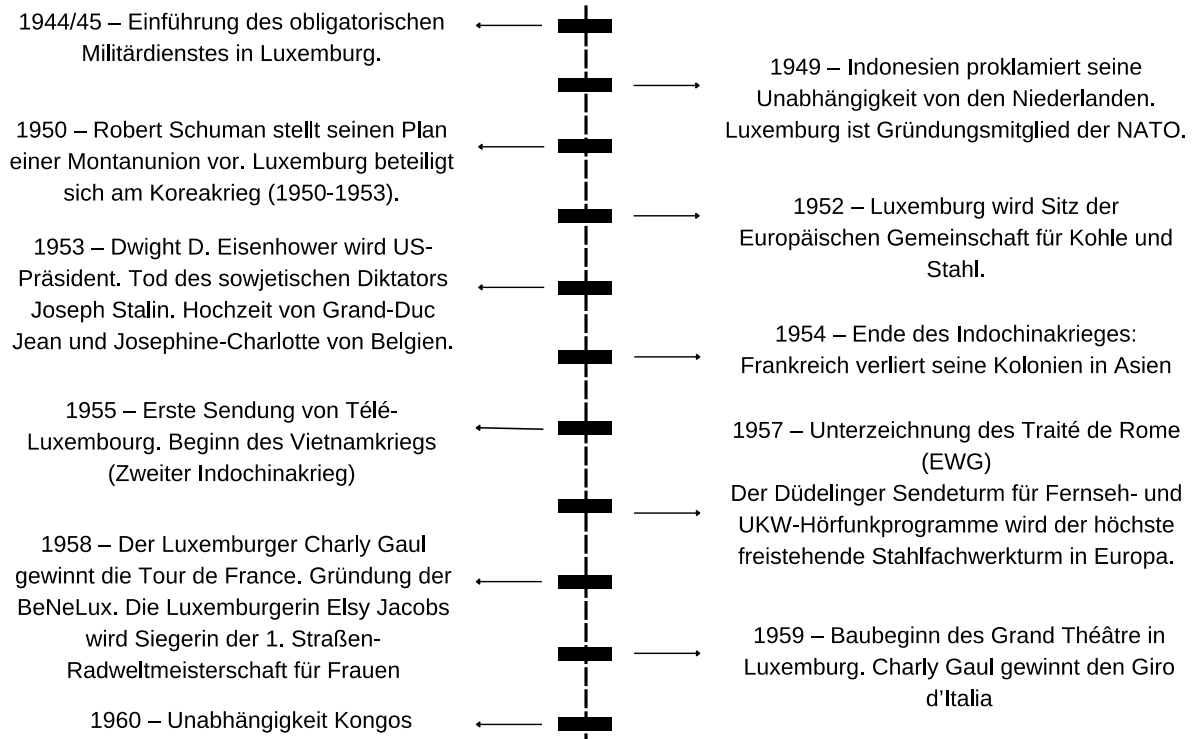 1944/45 – Einführung des obligatorischen
Militärdienstes in Luxemburg.
1949 – Indonesien proklamiert seine
Unabhängigkeit von den Niederlanden.
Luxemburg ist Gründungsmitglied der NATO.
1950 – Robert Schuman stellt seinen Plan
einer Montanunion vor. Luxemburg beteiligt
sich am Koreakrieg (1950-1953).
1952 – Luxemburg wird Sitz der
Europäischen Gemeinschaft für Kohle und
Stahl.
1953 – Dwight D. Eisenhower wird US-
Präsident. Tod des sowjetischen Diktators
Joseph Stalin. Hochzeit von Grand-Duc
Jean und Josephine-Charlotte von Belgien.
1954 – Ende des Indochinakrieges:
Frankreich verliert seine Kolonien in Asien
1955 – Erste Sendung von Télé-
Luxembourg. Beginn des Vietnamkriegs
(Zweiter Indochinakrieg)
1957 – Unterzeichnung des Traité de Rome
(EWG)
Der Düdelinger Sendeturm für Fernseh- und
UKW-Hörfunkprogramme wird der höchste
freistehende Stahlfachwerkturm in Europa.
1958 – Der Luxemburger Charly Gaul
gewinnt die Tour de France. Gründung der
BeNeLux. Die Luxemburgerin Elsy Jacobs
wird Siegerin der 1. Straßen-
Radweltmeisterschaft für Frauen
1959 – Baubeginn des Grand Théâtre in
Luxemburg. Charly Gaul gewinnt den Giro
d’Italia
1960 – Unabhängigkeit Kongos